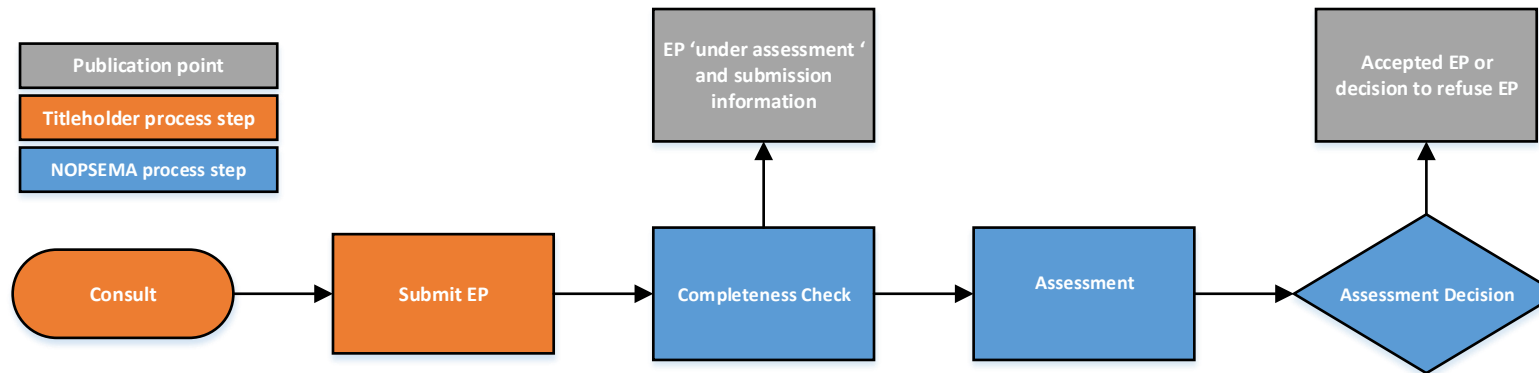 Publication point
Titleholder process step
NOPSEMA process step
EP ‘under assessment ‘
and submission
information
Accepted EP or
decision to refuse EP
Consult
Submit EP
Completeness Check
Assessment
Assessment Decision